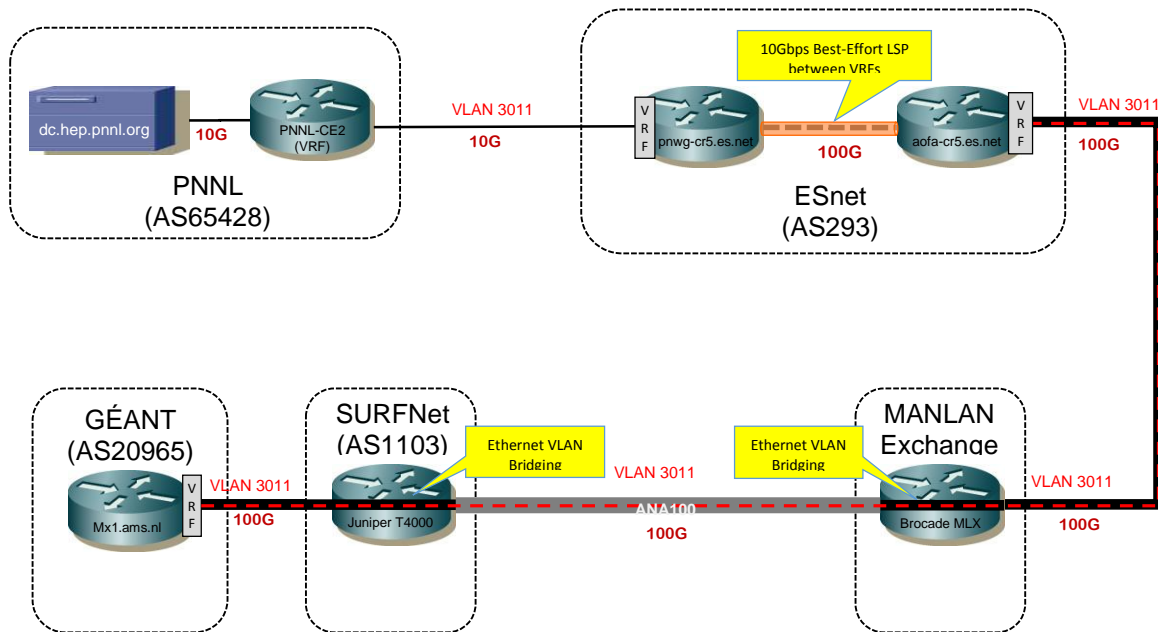 10Gbps Best-Effort LSP
between VRFs
VLAN 3011
VLAN 3011
dc.hep.pnnl.org
10G
PNNL-CE2
(VRF)
10G
V
R
F
pnwg-cr5.es.net
100G
aofa-cr5.es.net
V
R
F
100G
PNNL
(AS65428)
ESnet
(AS293)
GÉANT
(AS20965)
SURFNet
(AS1103)
MANLAN
Exchange
Ethernet VLAN
Bridging
Ethernet VLAN
Bridging
VLAN 3011
VLAN 3011
VLAN 3011
Mx1.ams.nl
V
R
F
100G
Juniper T4000
ANA100
100G
Brocade MLX
100G